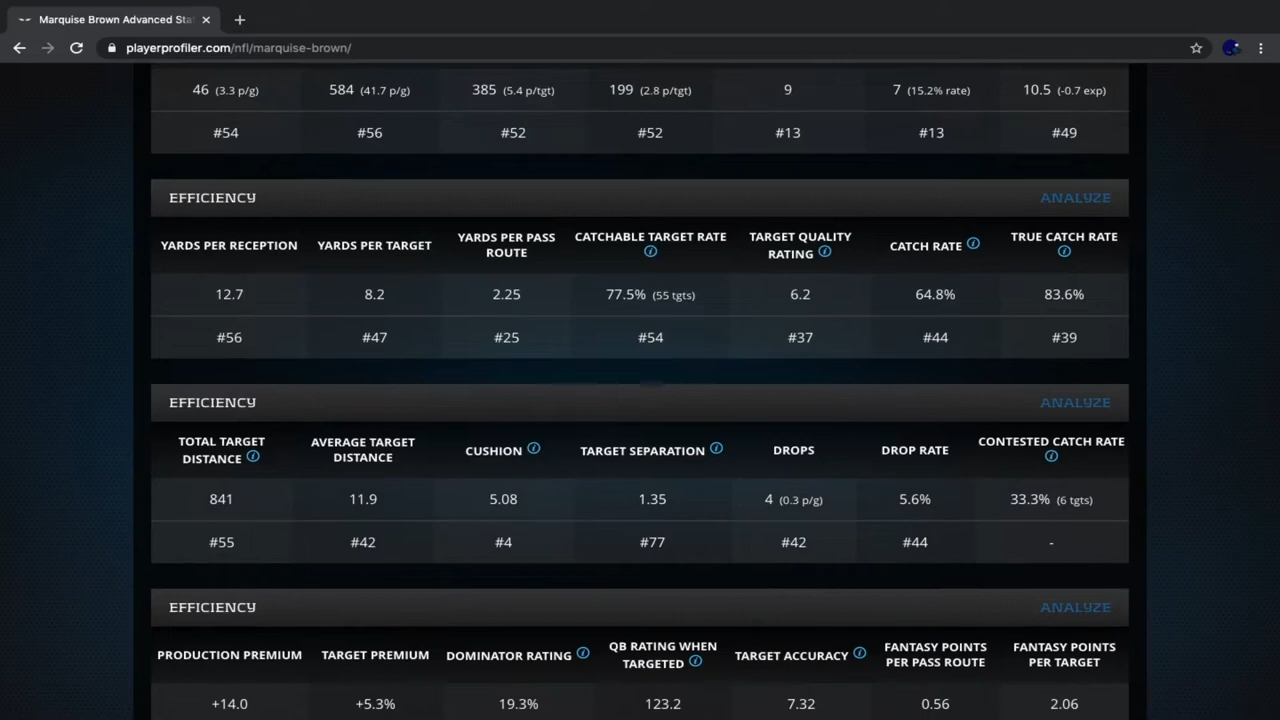 Marquise Brown Advanced Sta
playerprofiler.com/nfl/marquise-brown/
46 (3.3 p/g) 584 (41.7 p/g) 385 (5.4 p/tgt) 199 (2.8 p/tgt) 9 7 (15.2% rate) 10.5 (-0.7 exp)
#54 #56 #52 #52 #13 #13 #49
EFFICIENCY ANALYZE
YARDS PER RECEPTION YARDS PER TARGET YARDS PER PASS ROUTE CATCHABLE TARGET RATE TARGET QUALITY RATING CATCH RATE TRUE CATCH RATE
12.7 8.2 2.25 77.5% (55 tgts) 6.2 64.8% 83.6%
#56 #47 #25 #54 #37 #44 #39
EFFICIENCY ANALYZE
TOTAL TARGET DISTANCE AVERAGE TARGET DISTANCE CUSHION TARGET SEPARATION DROPS DROP RATE CONTESTED CATCH RATE
841 11.9 5.08 1.35 4 (0.3 p/g) 5.6% 33.3% (6 tgts)
#55 #42 #4 #77 #42 #44 -
EFFICIENCY ANALYZE
PRODUCTION PREMIUM TARGET PREMIUM DOMINATOR RATING QB RATING WHEN TARGETED TARGET ACCURACY FANTASY POINTS PER PASS ROUTE FANTASY POINTS PER TARGET
+14.0 +5.3% 19.3% 123.2 7.32 0.56 2.06